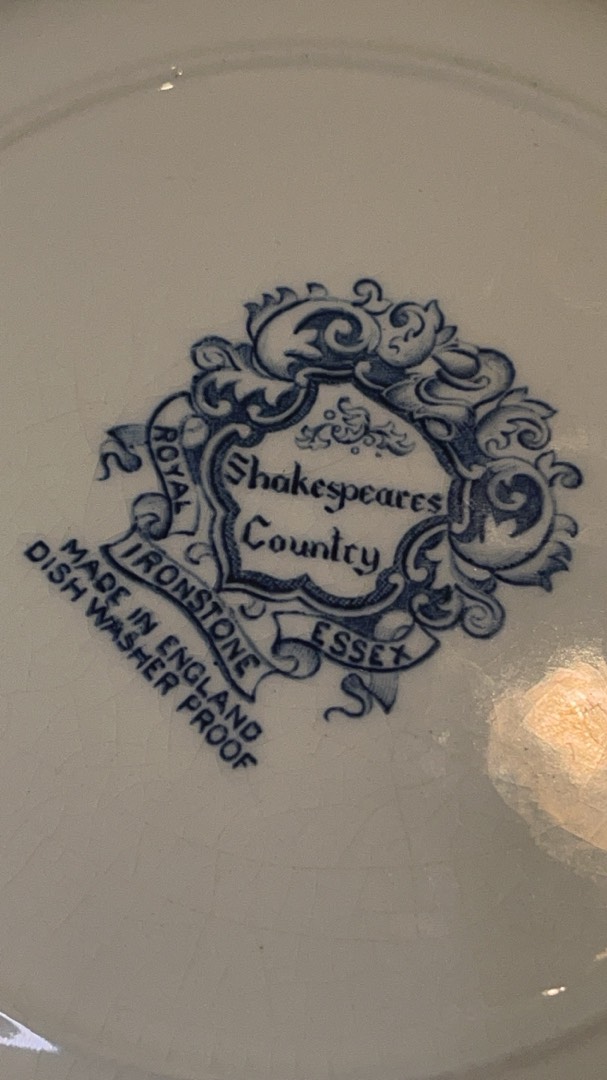 Shakespeares
Country
ROYAL
IRONSTONE
ESSEX
MADE IN ENGLAND
DISH WASHER PROOF